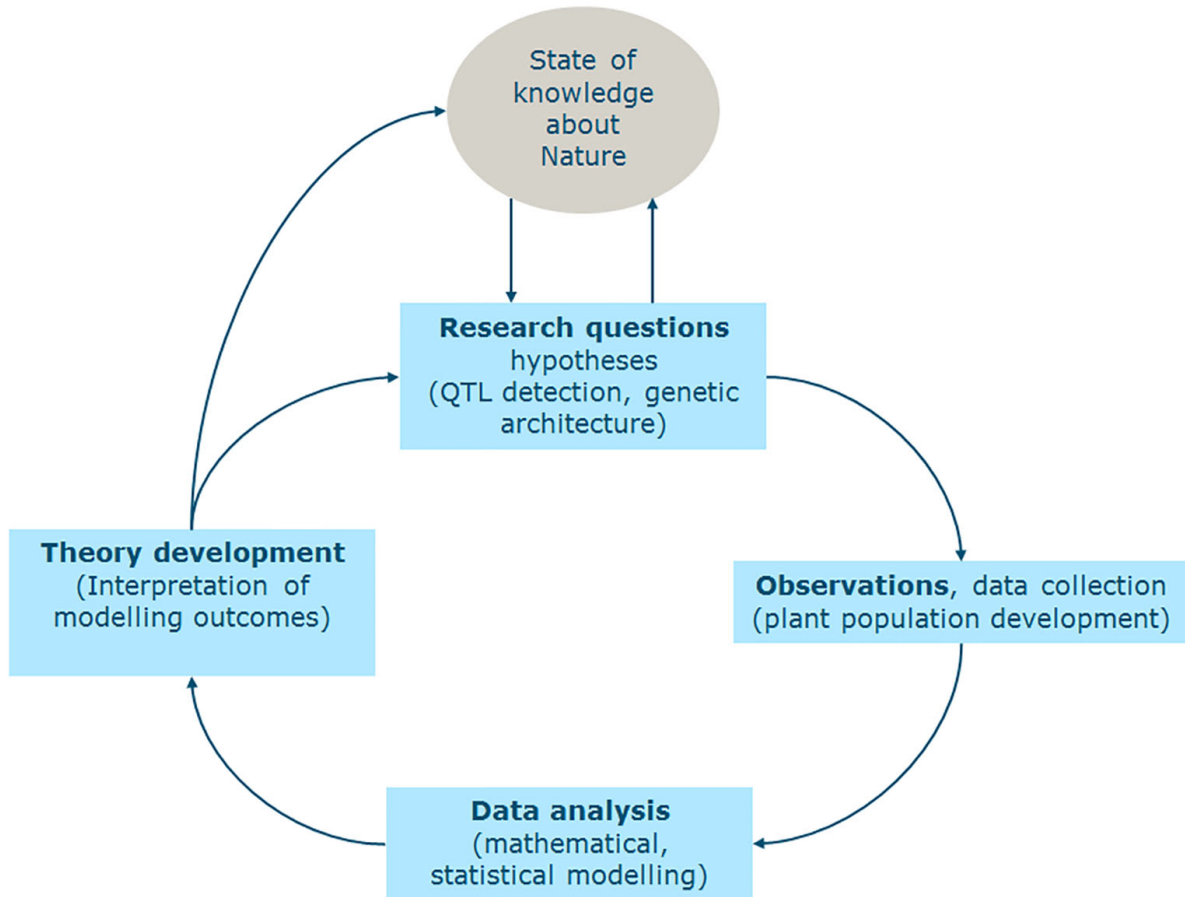 State of
knowledge
about
Nature
Research questions
hypotheses
(QTL detection, genetic
architecture)
Theory development
(Interpretation of
modelling outcomes)
Observations, data collection
(plant population development)
Data analysis
(mathematical,
statistical modelling)